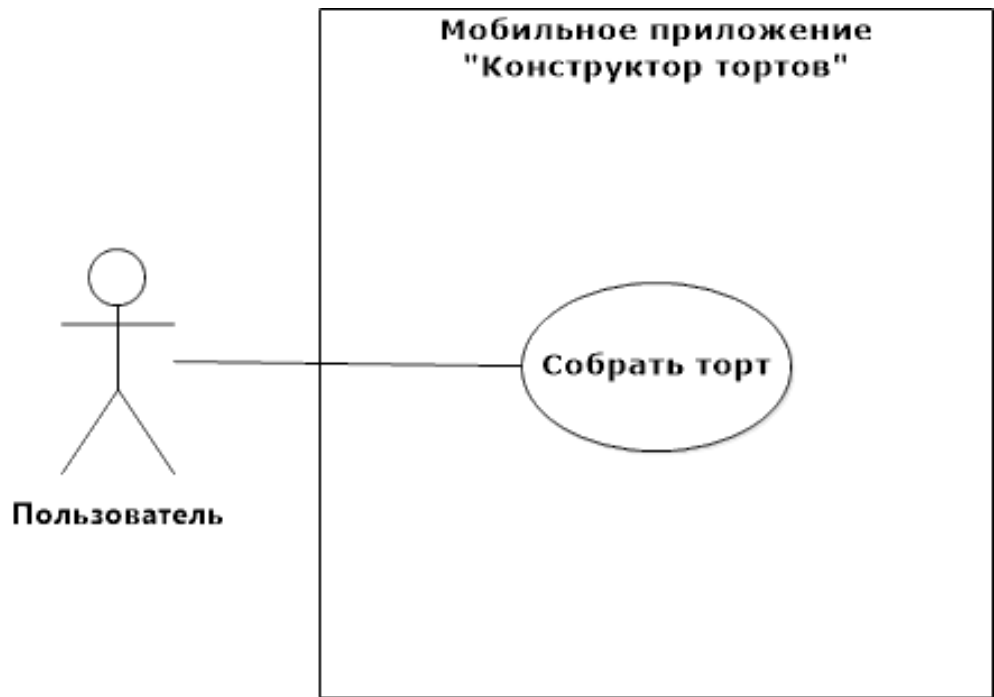 Мобильное приложение
"Конструктор тортов"
Собрать торт
Пользователь